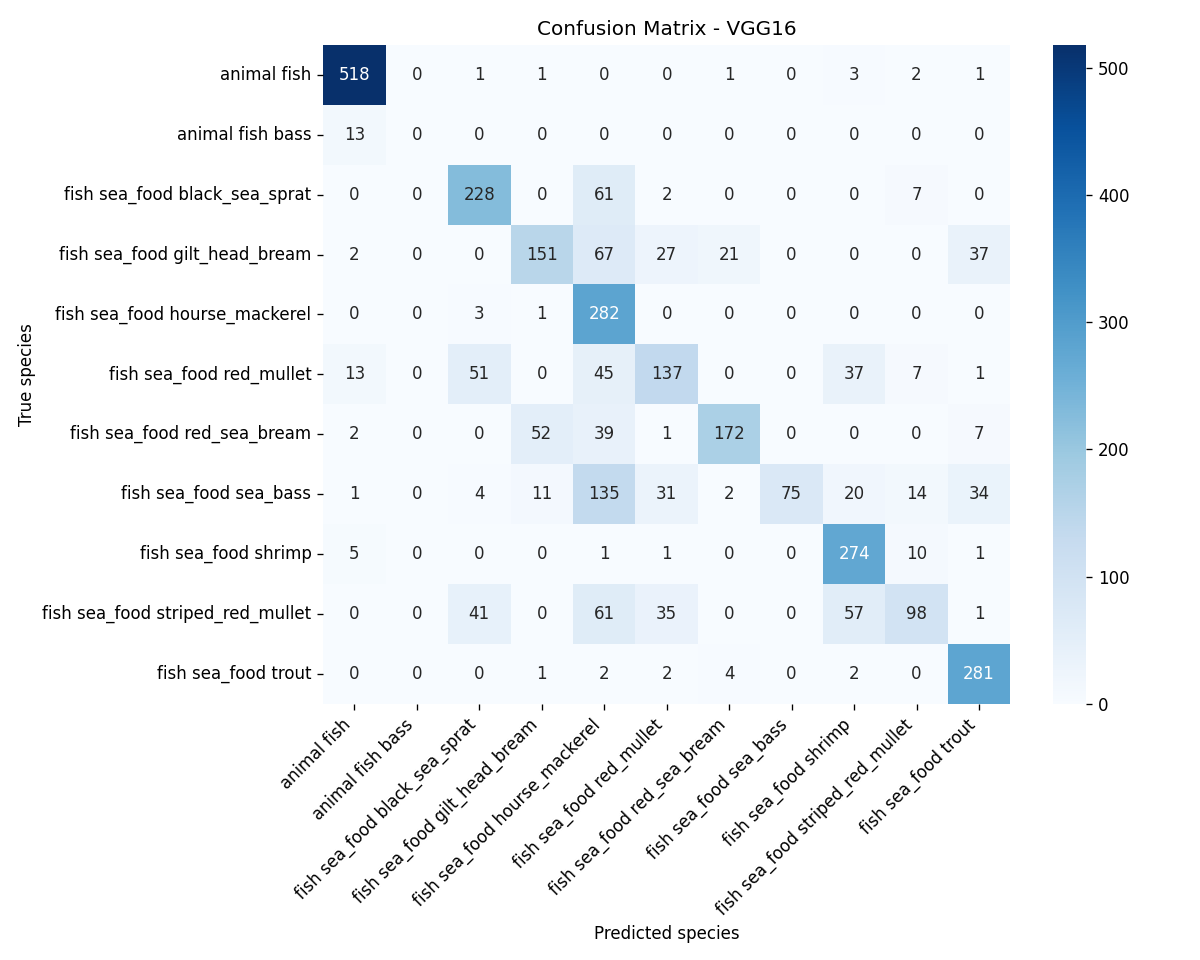 Confusion Matrix - VGG16
animal fish 518 0 1 1 0 0 1 0 3 2 1
animal fish bass 13 0 0 0 0 0 0 0 0 0 0
fish sea_food black_sea_sprat 0 0 228 0 61 2 0 0 0 7 0
fish sea_food gilt_head_bream 2 0 0 151 67 27 21 0 0 0 37
fish sea_food hourse_mackerel 0 0 3 1 282 0 0 0 0 0 0
fish sea_food red_mullet 13 0 51 0 45 137 0 0 37 7 1
fish sea_food red_sea_bream 2 0 0 52 39 1 172 0 0 0 7
fish sea_food sea_bass 1 0 4 11 135 31 2 75 20 14 34
fish sea_food shrimp 5 0 0 0 1 1 0 0 274 10 1
fish sea_food striped_red_mullet 0 0 41 0 61 35 0 0 57 98 1
fish sea_food trout 0 0 0 1 2 2 4 0 2 0 281
True species
animal fish
animal fish bass
fish sea_food black_sea_sprat
fish sea_food gilt_head_bream
fish sea_food hourse_mackerel
fish sea_food red_mullet
fish sea_food red_sea_bream
fish sea_food sea_bass
fish sea_food shrimp
fish sea_food striped_red_mullet
fish sea_food trout
Predicted species
500
400
300
200
100
0